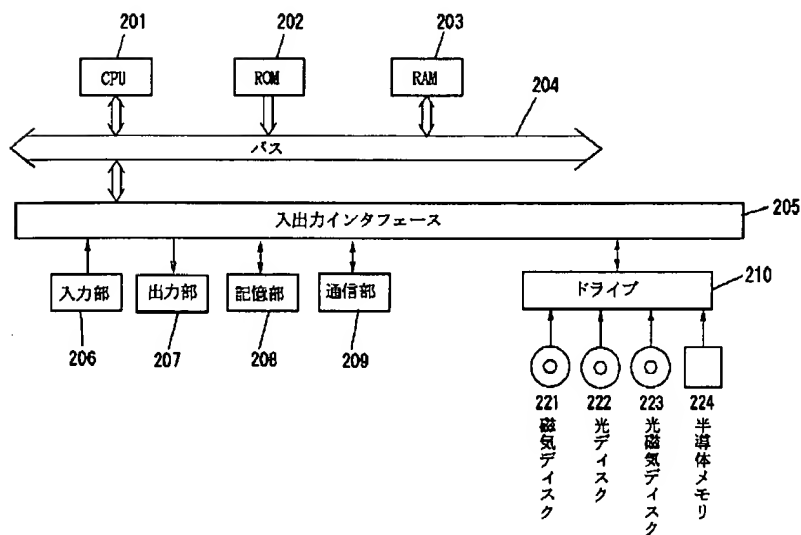 201
202
203
CPU
ROM
RAM
204
バス
入出力インタフェース
205
入力部
出力部
記憶部
通信部
ドライブ
210
206
207
208
209
221
222
223
224
磁気ディスク
光ディスク
光磁気ディスク
半導体メモリ